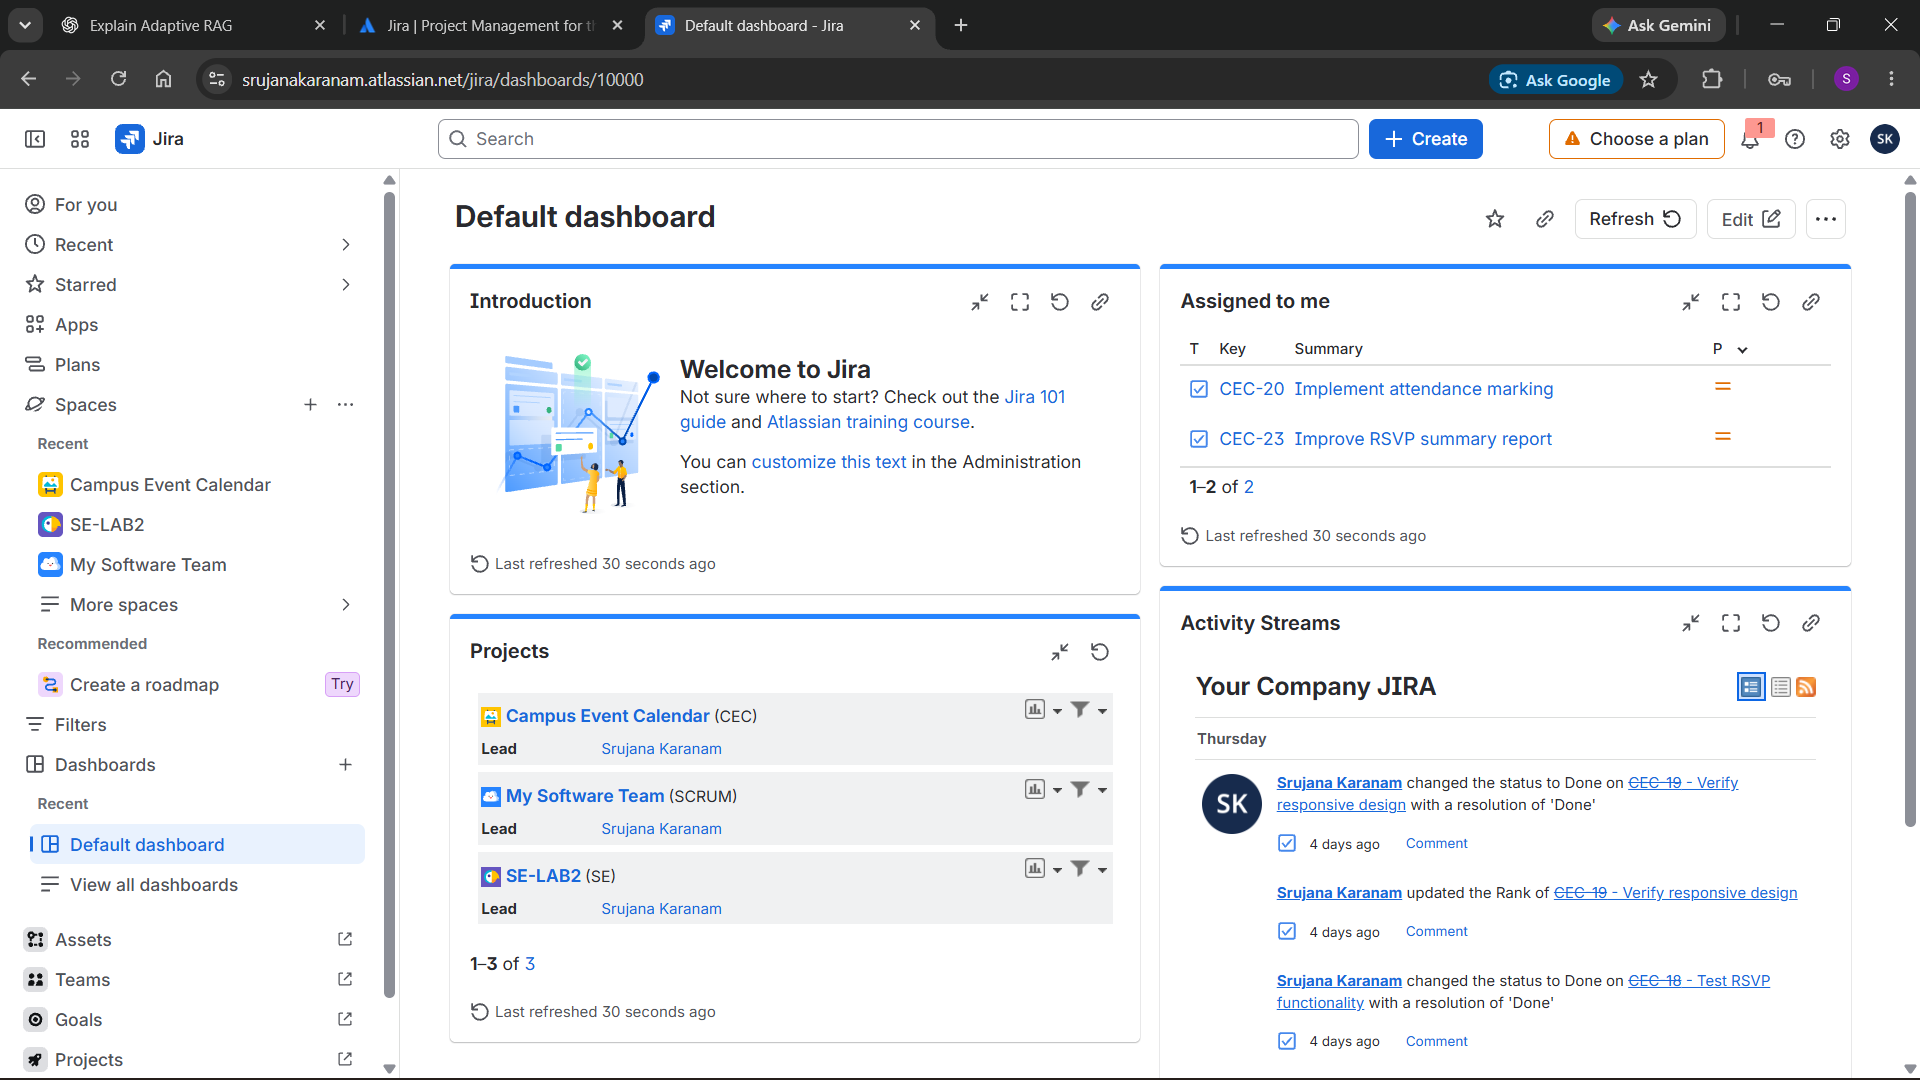 Explain Adaptive RAG
Jira | Project Management for th
Default dashboard - Jira
Ask Gemini
srujanakaranam.atlassian.net/jira/dashboards/10000
Ask Google
S
Jira
Search
Create
Choose a plan
1
SK
For you
Recent
Starred
Apps
Plans
Spaces
Recent
Campus Event Calendar
SE-LAB2
My Software Team
More spaces
Recommended
Create a roadmap
Try
Filters
Dashboards
Recent
Default dashboard
View all dashboards
Assets
Teams
Goals
Projects
Default dashboard
Refresh
Edit
Introduction
Welcome to Jira
Not sure where to start? Check out the Jira 101
guide and Atlassian training course.
You can customize this text in the Administration
section.
Last refreshed 30 seconds ago
Projects
Campus Event Calendar (CEC)
Lead Srujana Karanam
My Software Team (SCRUM)
Lead Srujana Karanam
SE-LAB2 (SE)
Lead Srujana Karanam
1–3 of 3
Last refreshed 30 seconds ago
Assigned to me
T Key Summary P
CEC-20 Implement attendance marking
CEC-23 Improve RSVP summary report
1–2 of 2
Last refreshed 30 seconds ago
Activity Streams
Your Company JIRA
Thursday
SK
Srujana Karanam changed the status to Done on CEC-19 - Verify
responsive design with a resolution of 'Done'
4 days ago Comment
Srujana Karanam updated the Rank of CEC-19 - Verify responsive design
4 days ago Comment
Srujana Karanam changed the status to Done on CEC-18 - Test RSVP
functionality with a resolution of 'Done'
4 days ago Comment